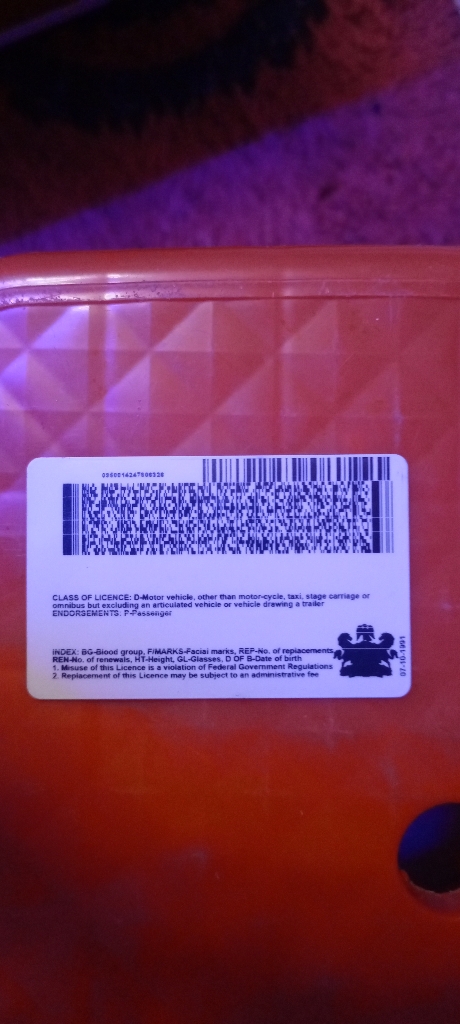 CLASS OF LICENCE: D-Motor vehicle, other than motor-cycle, taxi, stage carriage or
omnibus but excluding an articulated vehicle or vehicle drawing a trailer
ENDORSEMENTS: P-Passenger
INDEX: BG-Blood group, F/MARKS-Facial marks, REP-No. of replacements,
REN-No. of renewals, HT-Height, GL-Glasses, D OF B-Date of birth
1. Misuse of this Licence is a violation of Federal Government Regulations
2. Replacement of this Licence may be subject to an administrative fee
07-10-1991